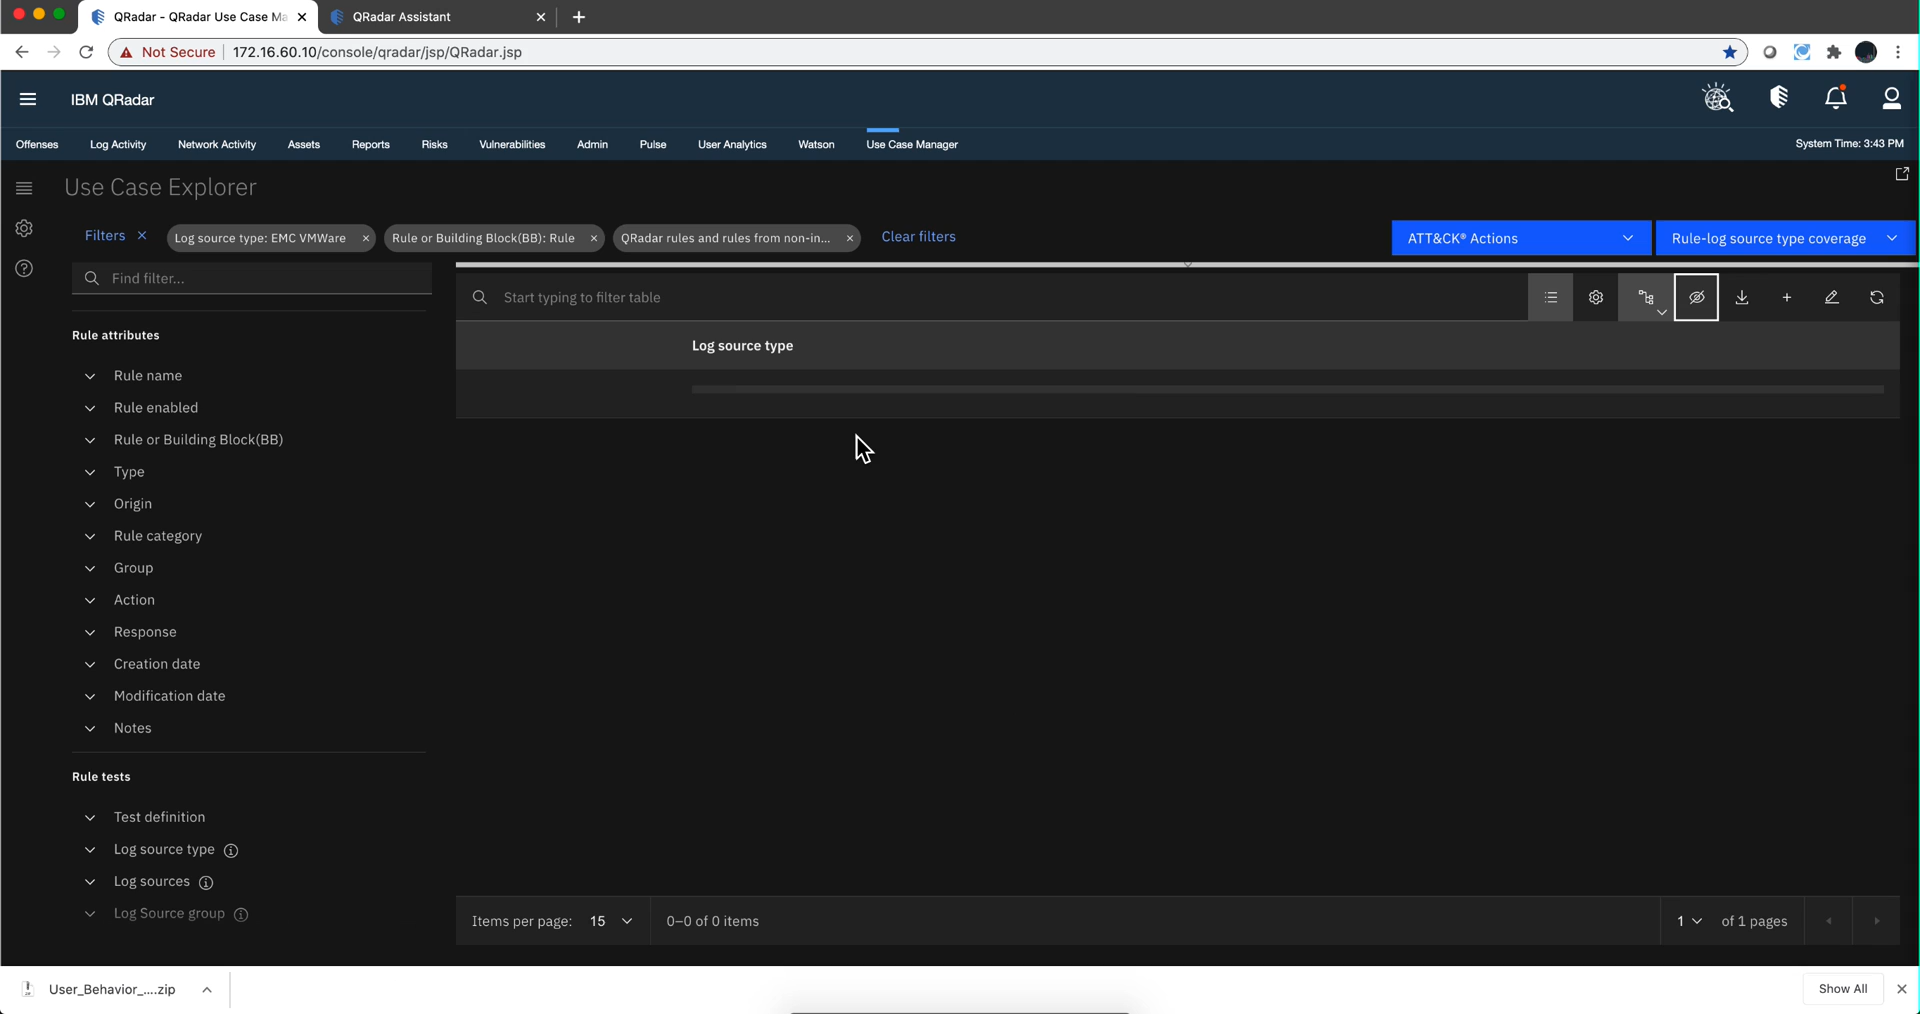 QRadar - QRadar Use Case Ma
QRadar Assistant
Not Secure
172.16.60.10/console/qradar/jsp/QRadar.jsp
IBM QRadar
Offenses
Log Activity
Network Activity
Assets
Reports
Risks
Vulnerabilities
Admin
Pulse
User Analytics
Watson
Use Case Manager
System Time: 3:43 PM
Use Case Explorer
Filters
Log source type: EMC VMWare
Rule or Building Block(BB): Rule
QRadar rules and rules from non-in...
Clear filters
ATT&CK® Actions
Rule-log source type coverage
Find filter...
Start typing to filter table
Rule attributes
Log source type
Rule name
Rule enabled
Rule or Building Block(BB)
Type
Origin
Rule category
Group
Action
Response
Creation date
Modification date
Notes
Rule tests
Test definition
Log source type
Log sources
Log Source group
Items per page: 15
0–0 of 0 items
1
of 1 pages
User_Behavior_....zip
Show All